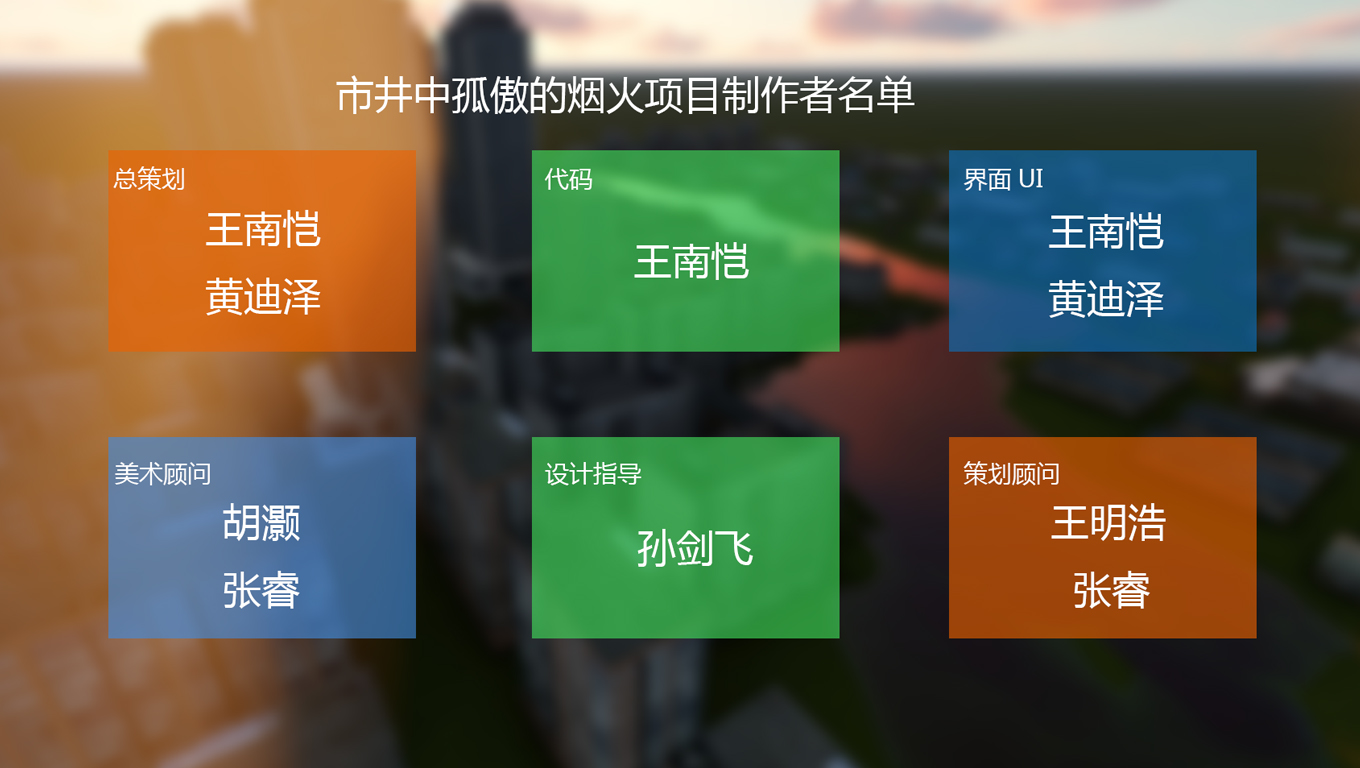 市井中孤傲的烟火项目制作者名单
总策划
王南恺
黄迪泽
代码
王南恺
界面 UI
王南恺
黄迪泽
美术顾问
胡灏
张睿
设计指导
孙剑飞
策划顾问
王明浩
张睿